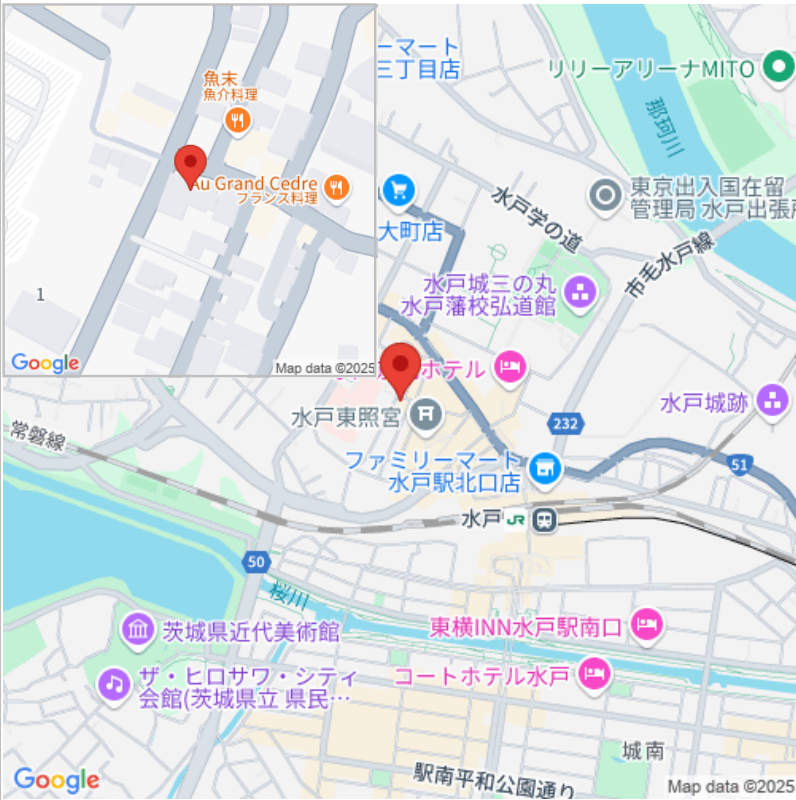 魚末
魚介料理
Au Grand Cedre
フランス料理
1
Google
Map data ©2025
ーマート
三丁目店
リリーアリーナMITO
那珂川
東京出入国在留
管理局 水戸出張所
水戸学の道
大町店
市毛水戸線
水戸城三の丸
水戸藩校弘道館
ホテル
水戸城跡
水戸東照宮
232
常磐線
ファミリーマート
水戸駅北口店
51
水戸
JR
50
桜川
茨城県近代美術館
東横INN水戸駅南口
ザ・ヒロサワ・シティ
会館(茨城県立 県民…
コートホテル水戸
城南
駅南平和公園通り
Google
Map data ©2025